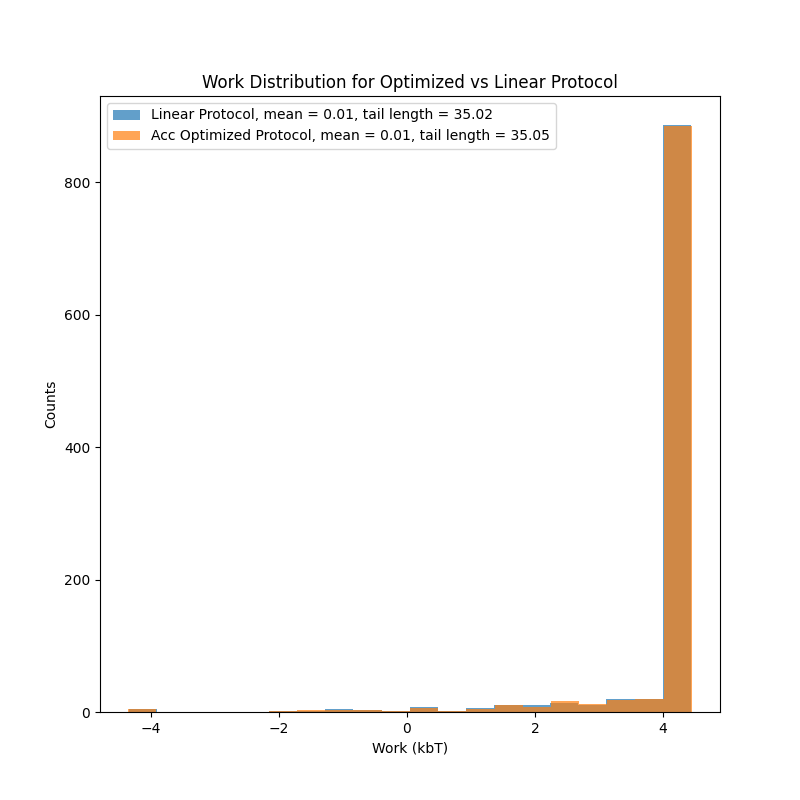 Work Distribution for Optimized vs Linear Protocol
Linear Protocol, mean = 0.01, tail length = 35.02
Acc Optimized Protocol, mean = 0.01, tail length = 35.05
800
600
400
200
0
Counts
−4
−2
0
2
4
Work (kbT)